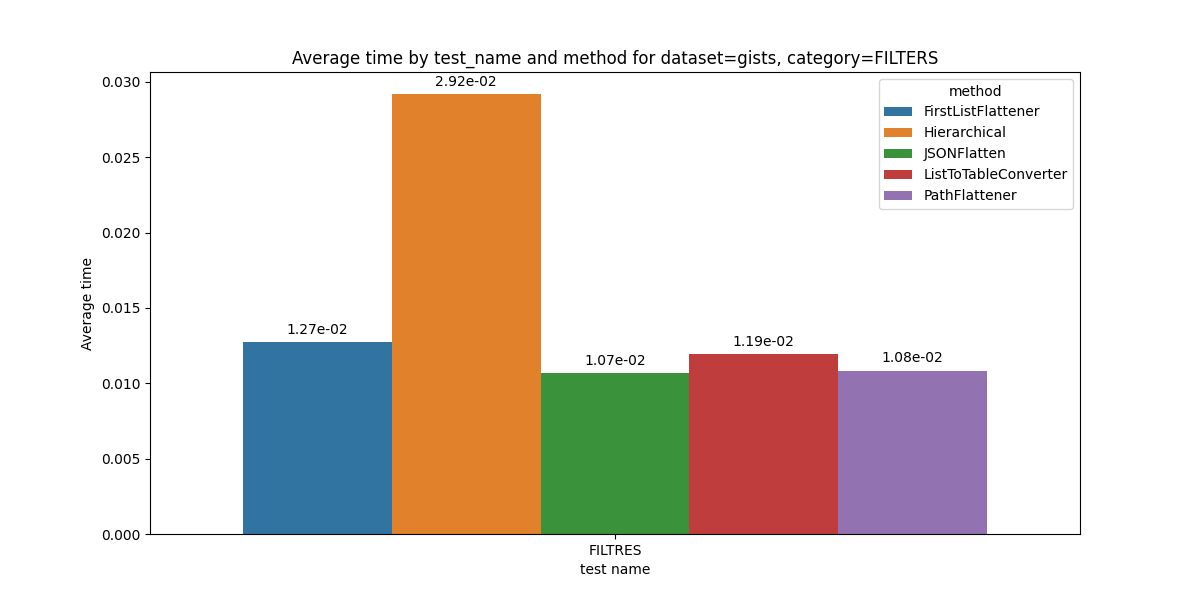 Average time by test_name and method for dataset=gists, category=FILTERS
0.030
0.025
0.020
0.015
0.010
0.005
0.000
Average time
2.92e-02
1.27e-02
1.07e-02
1.19e-02
1.08e-02
method
FirstListFlattener
Hierarchical
JSONFlatten
ListToTableConverter
PathFlattener
FILTRES
test name